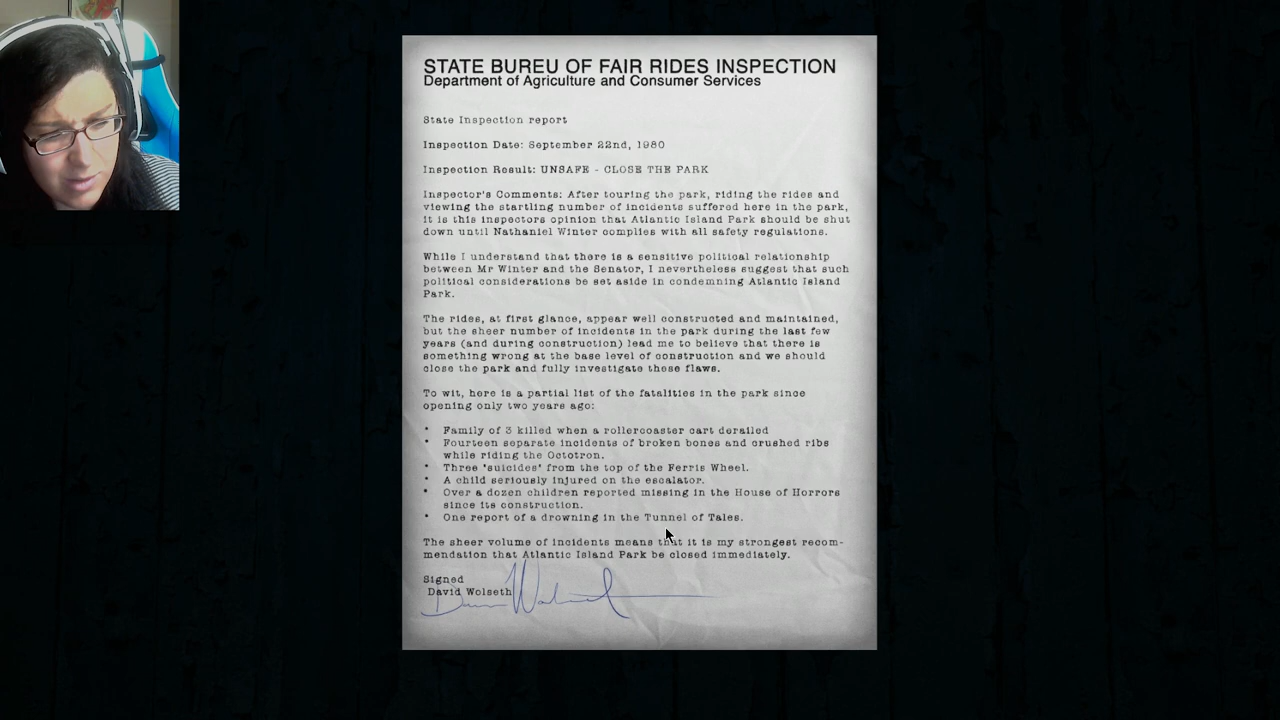 STATE BUREU OF FAIR RIDES INSPECTION
Department of Agriculture and Consumer Services
State Inspection report
Inspection Date: September 22nd, 1980
Inspection Result: UNSAFE - CLOSE THE PARK
Inspector's Comments: After touring the park, riding the rides and
viewing the startling number of incidents suffered here in the park,
it is this inspectors opinion that Atlantic Island Park should be shut
down until Nathaniel Winter complies with all safety regulations.
While I understand that there is a sensitive political relationship
between Mr Winter and the Senator, I nevertheless suggest that such
political considerations be set aside in condemning Atlantic Island
Park.
The rides, at first glance, appear well constructed and maintained,
but the sheer number of incidents in the park during the last few
years (and during construction) lead me to believe that there is
something wrong at the base level of construction and we should
close the park and fully investigate these flaws.
To wit, here is a partial list of the fatalities in the park since
opening only two years ago:
* Family of 3 killed when a rollercoaster cart derailed
* Fourteen separate incidents of broken bones and crushed ribs
while riding the Octotron.
* Three 'suicides' from the top of the Ferris Wheel.
* A child seriously injured on the escalator.
* Over a dozen children reported missing in the House of Horrors
since its construction.
* One report of a drowning in the Tunnel of Tales.
The sheer volume of incidents means that it is my strongest recom-
mendation that Atlantic Island Park be closed immediately.
Signed
David Wolseth